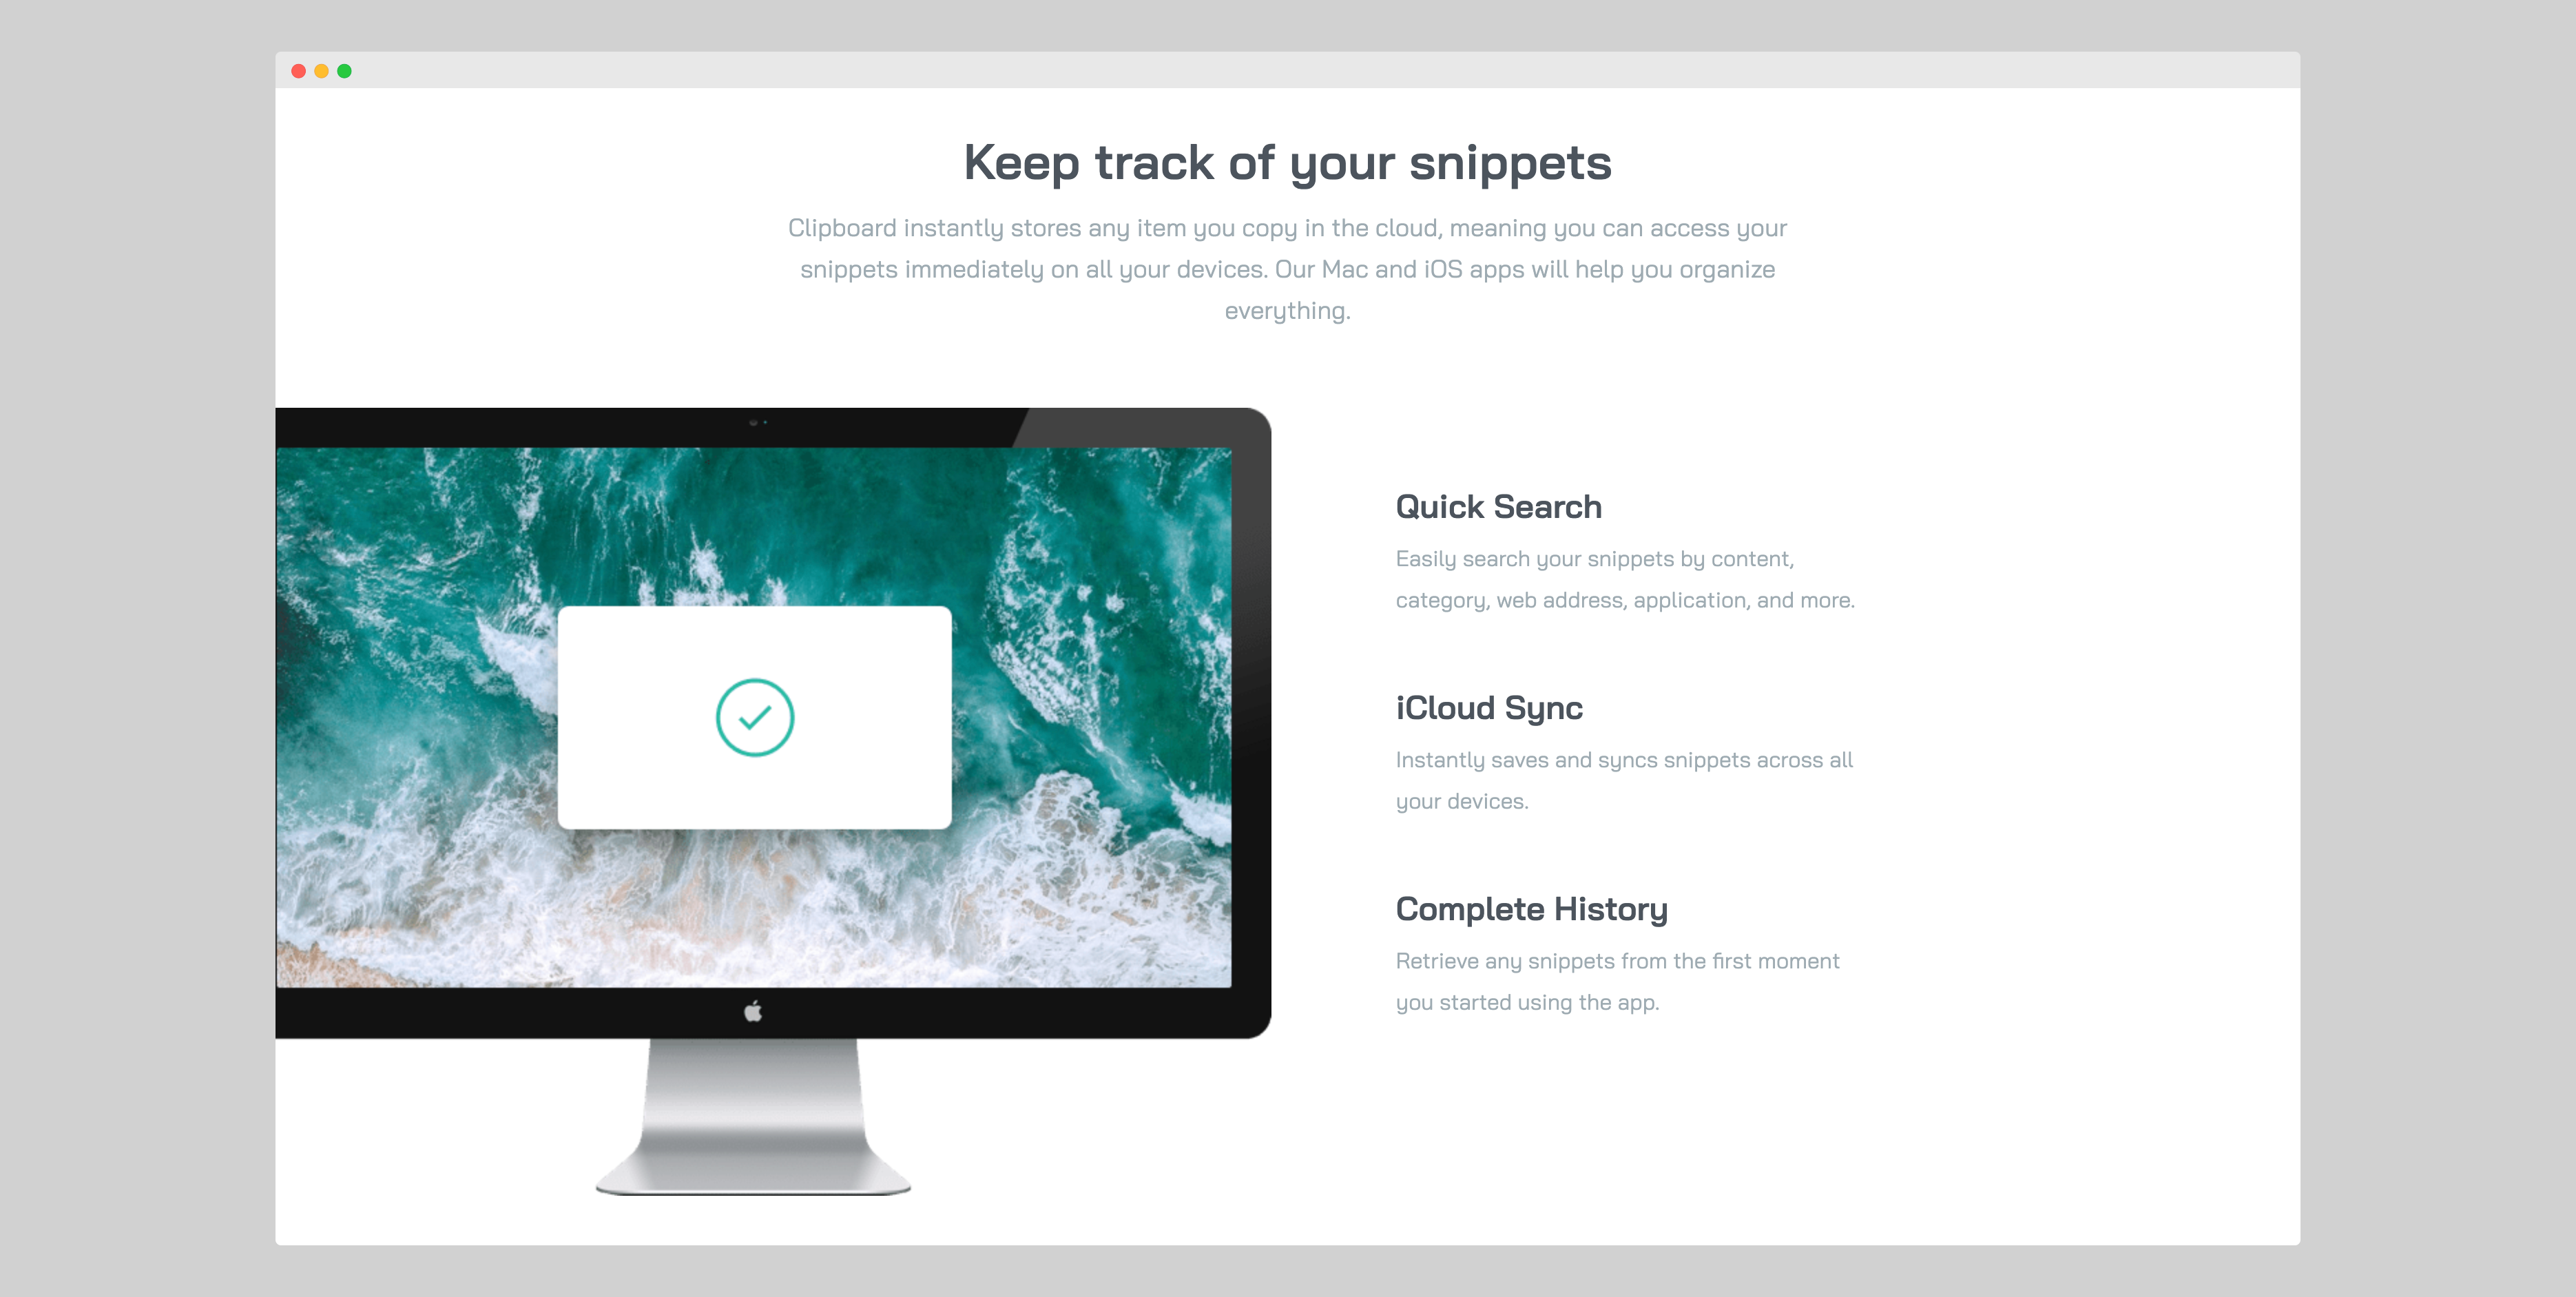 Keep track of your snippets
Clipboard instantly stores any item you copy in the cloud, meaning you can access your
snippets immediately on all your devices. Our Mac and iOS apps will help you organize
everything.
Quick Search
Easily search your snippets by content,
category, web address, application, and more.
iCloud Sync
Instantly saves and syncs snippets across all
your devices.
Complete History
Retrieve any snippets from the first moment
you started using the app.